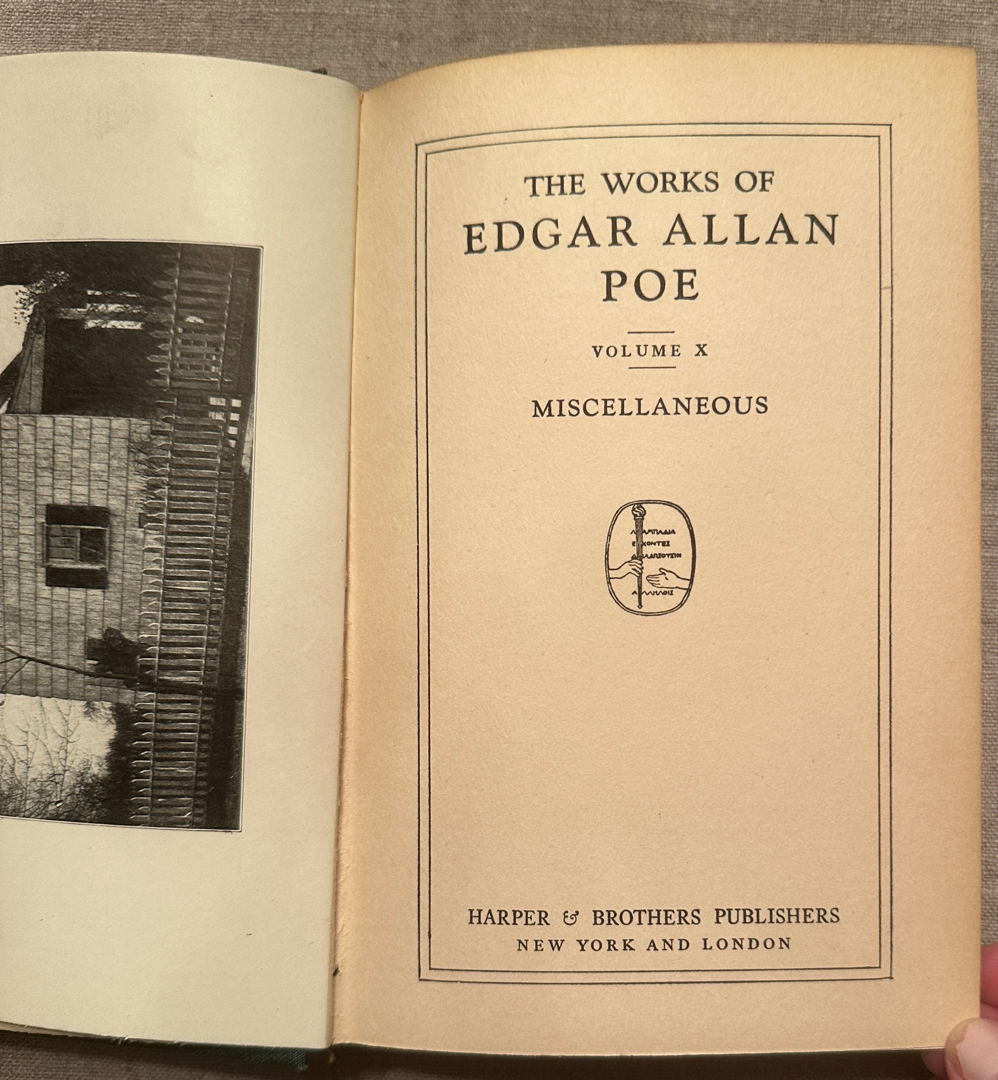 THE WORKS OF
EDGAR ALLAN
POE
VOLUME X
MISCELLANEOUS
HARPER & BROTHERS PUBLISHERS
NEW YORK AND LONDON